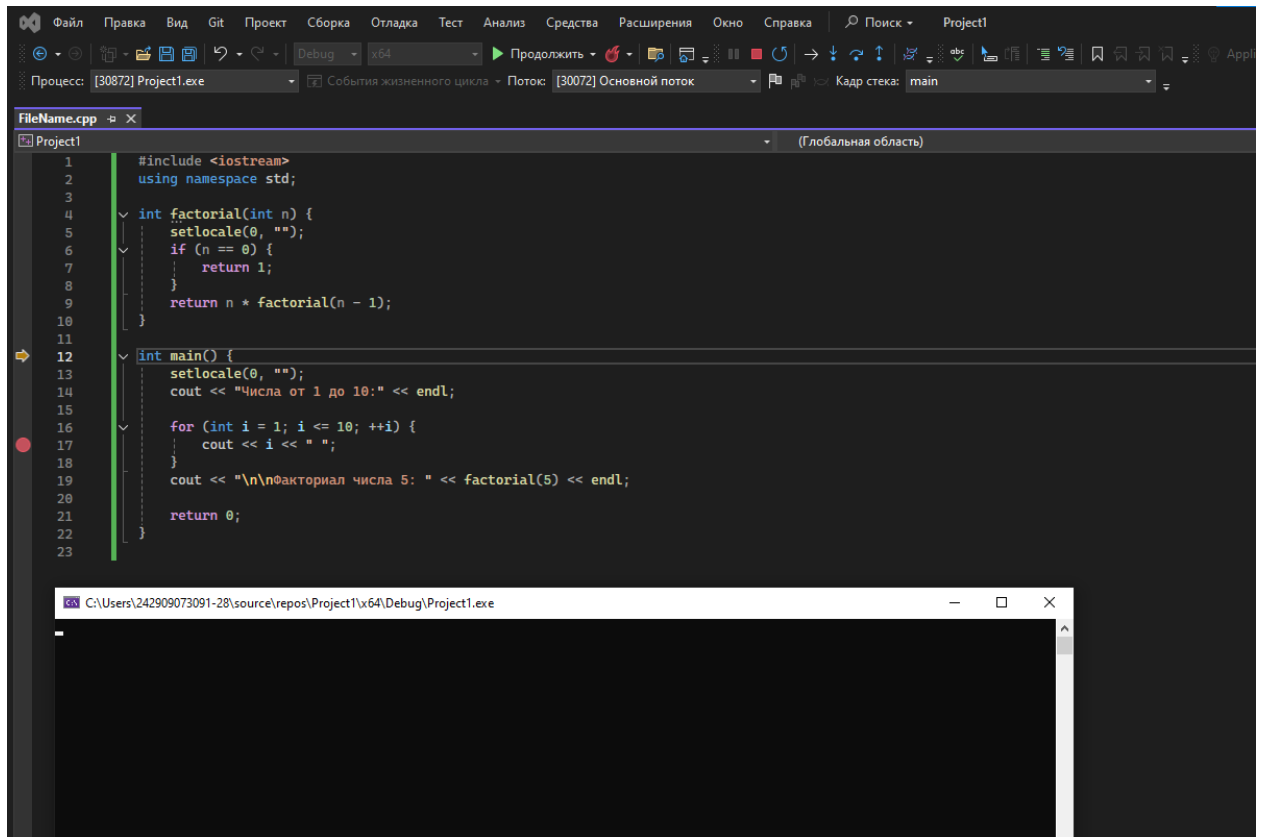 Файл Правка Вид Git Проект Сборка Отладка Тест Анализ Средства Расширения Окно Справка Поиск Project1
Debug x64 Продолжить Appli
Процесс: [30872] Project1.exe События жизненного цикла Поток: [30072] Основной поток Кадр стека: main
FileName.cpp
Project1 (Глобальная область)
1 #include <iostream>
2 using namespace std;
3
4 int factorial(int n) {
5 setlocale(0, "");
6 if (n == 0) {
7 return 1;
8 }
9 return n * factorial(n - 1);
10 }
11
12 int main() {
13 setlocale(0, "");
14 cout << "Числа от 1 до 10:" << endl;
15
16 for (int i = 1; i <= 10; ++i) {
17 cout << i << " ";
18 }
19 cout << "\n\nФакториал числа 5: " << factorial(5) << endl;
20
21 return 0;
22 }
23
C:\Users\242909073091-28\source\repos\Project1\x64\Debug\Project1.exe